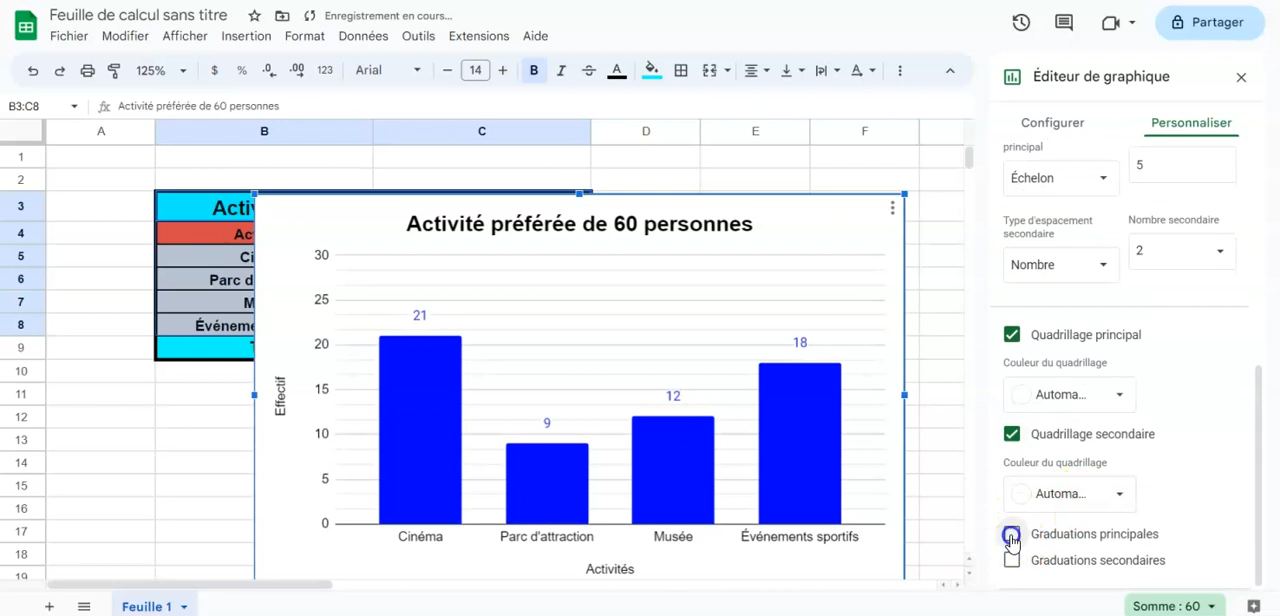 Feuille de calcul sans titre
Enregistrement en cours...
Fichier Modifier Afficher Insertion Format Données Outils Extensions Aide
Partager
125% $ % .0 .00 123 Arial 14 B I S A
B3:C8 fx Activité préférée de 60 personnes
A B C D E F
1
2
3
4
5
6
7
8
9
10
11
12
13
14
15
16
17
18
19
Activité préférée de 60 personnes
30
25
20
15
10
5
0
21
9
12
18
Effectif
Cinéma Parc d'attraction Musée Événements sportifs
Activités
Éditeur de graphique
Configurer Personnaliser
principal
Échelon 5
Type d'espacement secondaire
Nombre secondaire
Nombre 2
Quadrillage principal
Couleur du quadrillage
Automa...
Quadrillage secondaire
Couleur du quadrillage
Automa...
Graduations principales
Graduations secondaires
Feuille 1
Somme : 60